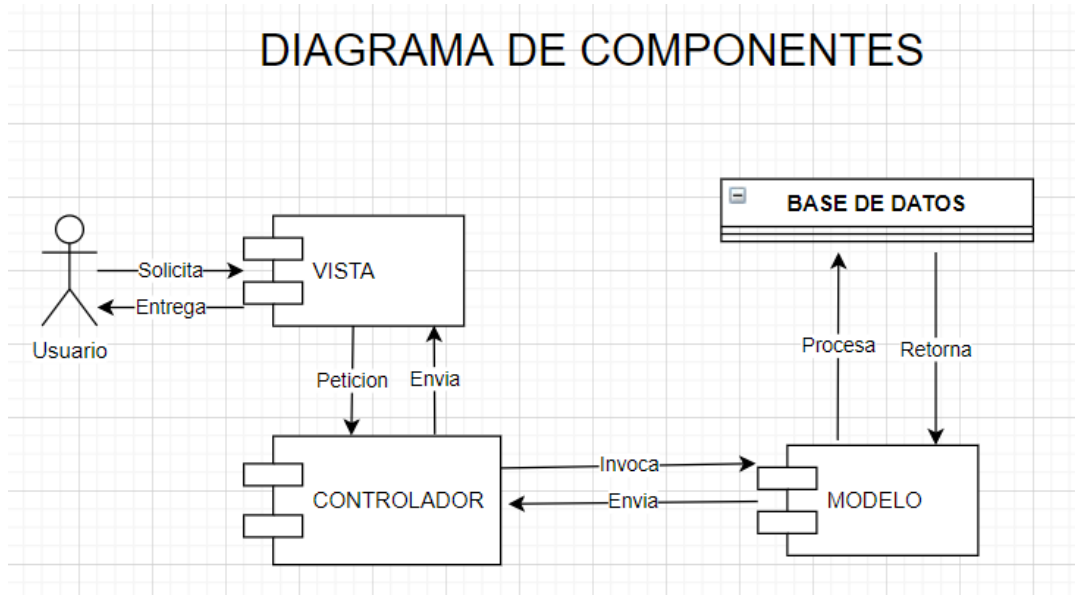 DIAGRAMA DE COMPONENTES
BASE DE DATOS
Solicita
VISTA
Entrega
Usuario
Procesa
Retorna
Peticion
Envia
Invoca
CONTROLADOR
Envia
MODELO